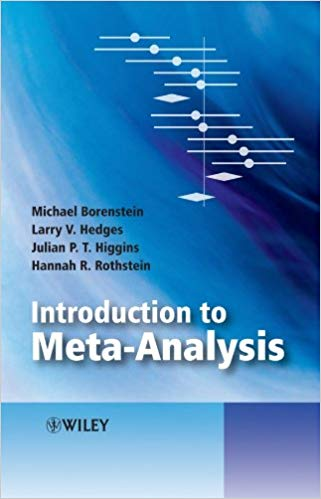 Michael Borenstein
Larry V. Hedges
Julian P. T. Higgins
Hannah R. Rothstein
Introduction to
Meta-Analysis
WILEY